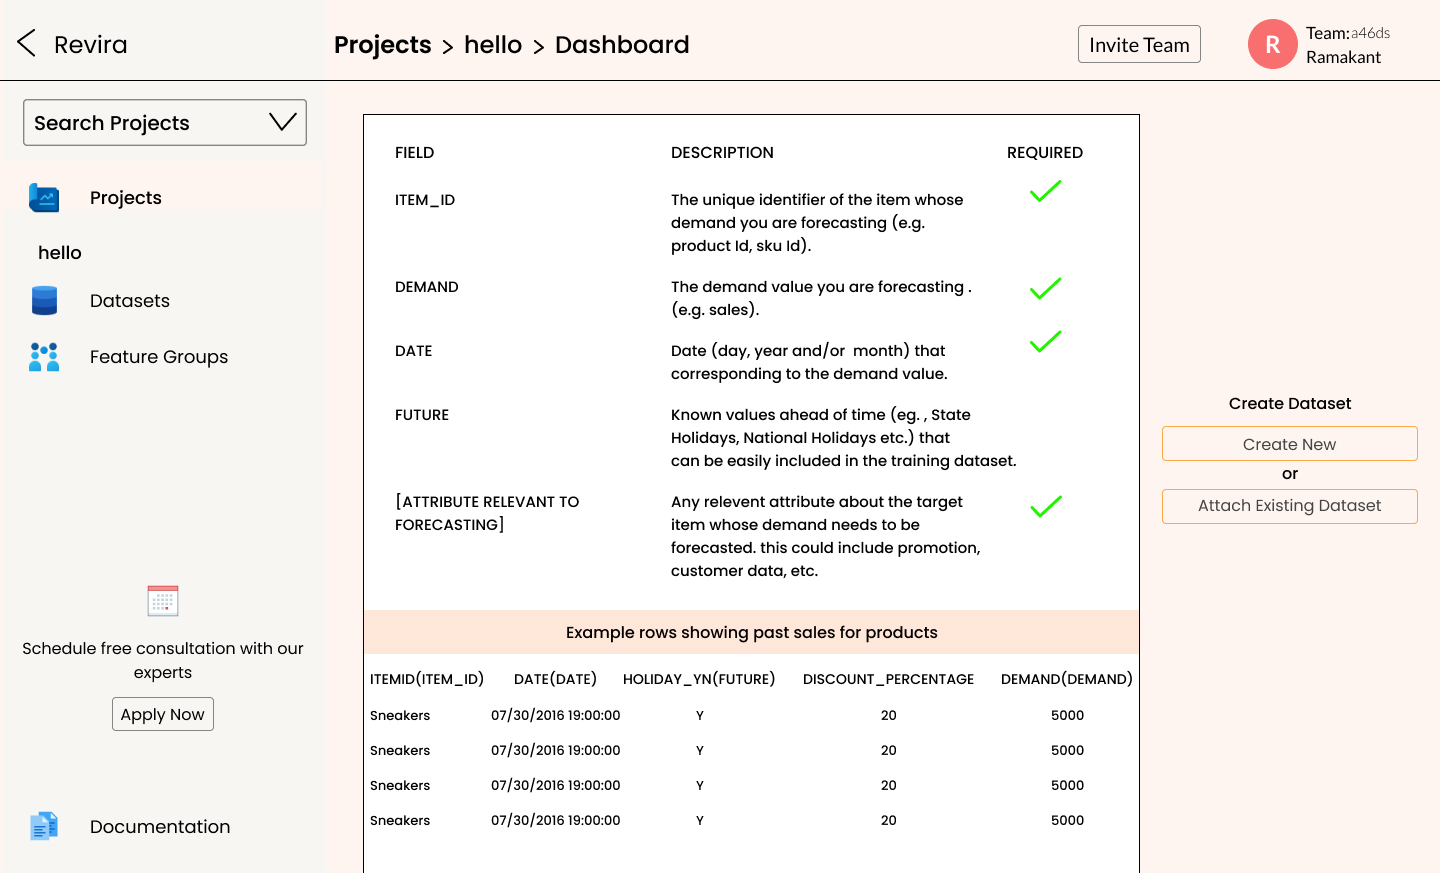 Revira
Projects > hello > Dashboard
Invite Team
R
Team:a46ds
Ramakant
Search Projects
Projects
hello
Datasets
Feature Groups
Schedule free consultation with our
experts
Apply Now
Documentation
FIELD DESCRIPTION REQUIRED
ITEM_ID The unique identifier of the item whose
demand you are forecasting (e.g.
product Id, sku Id).
DEMAND The demand value you are forecasting .
(e.g. sales).
DATE Date (day, year and/or month) that
corresponding to the demand value.
FUTURE Known values ahead of time (eg. , State
Holidays, National Holidays etc.) that
can be easily included in the training dataset.
[ATTRIBUTE RELEVANT TO Any relevent attribute about the target
FORECASTING] item whose demand needs to be
forecasted. this could include promotion,
customer data, etc.
Example rows showing past sales for products
ITEMID(ITEM_ID) DATE(DATE) HOLIDAY_YN(FUTURE) DISCOUNT_PERCENTAGE DEMAND(DEMAND)
Sneakers 07/30/2016 19:00:00 Y 20 5000
Sneakers 07/30/2016 19:00:00 Y 20 5000
Sneakers 07/30/2016 19:00:00 Y 20 5000
Sneakers 07/30/2016 19:00:00 Y 20 5000
Create Dataset
Create New
or
Attach Existing Dataset